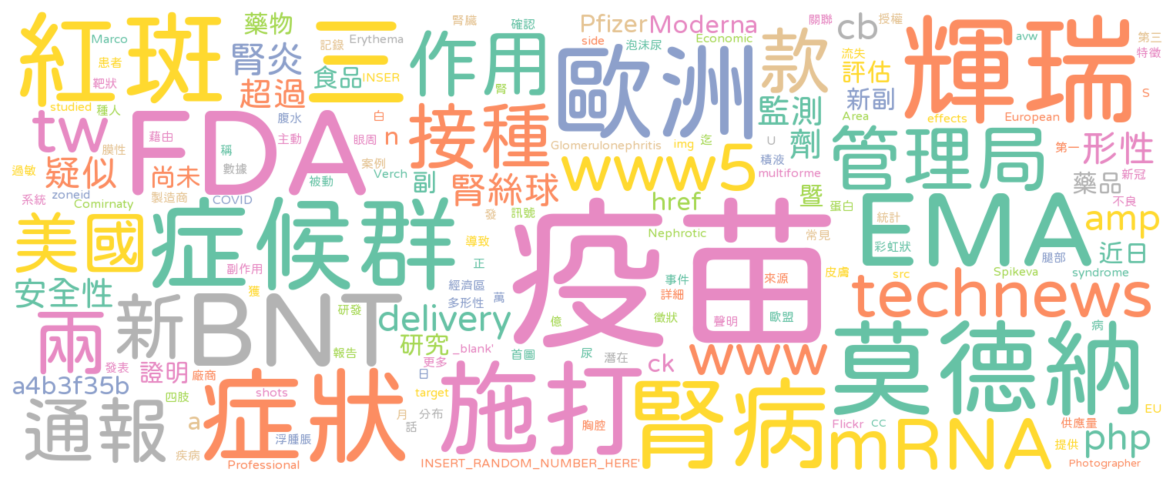 紅斑
三
Marco
患者
靶狀
studied
種人
藥物
腎炎
超過
記錄
Erythema
食品
INSER
腎臟
作用
確認
腎
side
Pfizer
泡沫尿
Moderna
Economic
歐洲
款
關聯
cb
授權
avw
流失
評估
新副
輝瑞
第三
特徵
s
European
effects
Area
監測
劑
tw
膜性
過敏
系統
zoneid
Comirnaty
疑似
藉由
尚未
製造商
COVID
FDA
稱
數據
腹水
主動
白
眼周
案例
被動
Verch
n
副
接種
腎絲球
發
訊號
Glomerulonephritis
img
迄
U
積液
multiforme
www5
href
暨
蛋白
Nephrotic
常見
管理局
第一
形性
藥品
新冠
不良
EMA
統計
彩虹狀
amp
近日
腿部
Spikeva
syndrome
src
皮膚
美國
症候群
副作用
獲
導致
正
經濟區
多形性
萬
安全性
兩
新
BNT
delivery
研發
報告
研究
_blank'
更多
首圖
億
尿
潛在
徵狀
事件
詳細
來源
聲明
歐盟
疫苗
technews
www
莫德納
病
發表
證明
廠商
a4b3f35b
通報
四肢
a
疾病
shots
症狀
浮腫脹
Professional
日
target
月
分布
話
施打
ck
胸腔
INSERT_RANDOM_NUMBER_HERE'
腎病
Flickr
cc
mRNA
供應量
提供
php
EU
Photographer